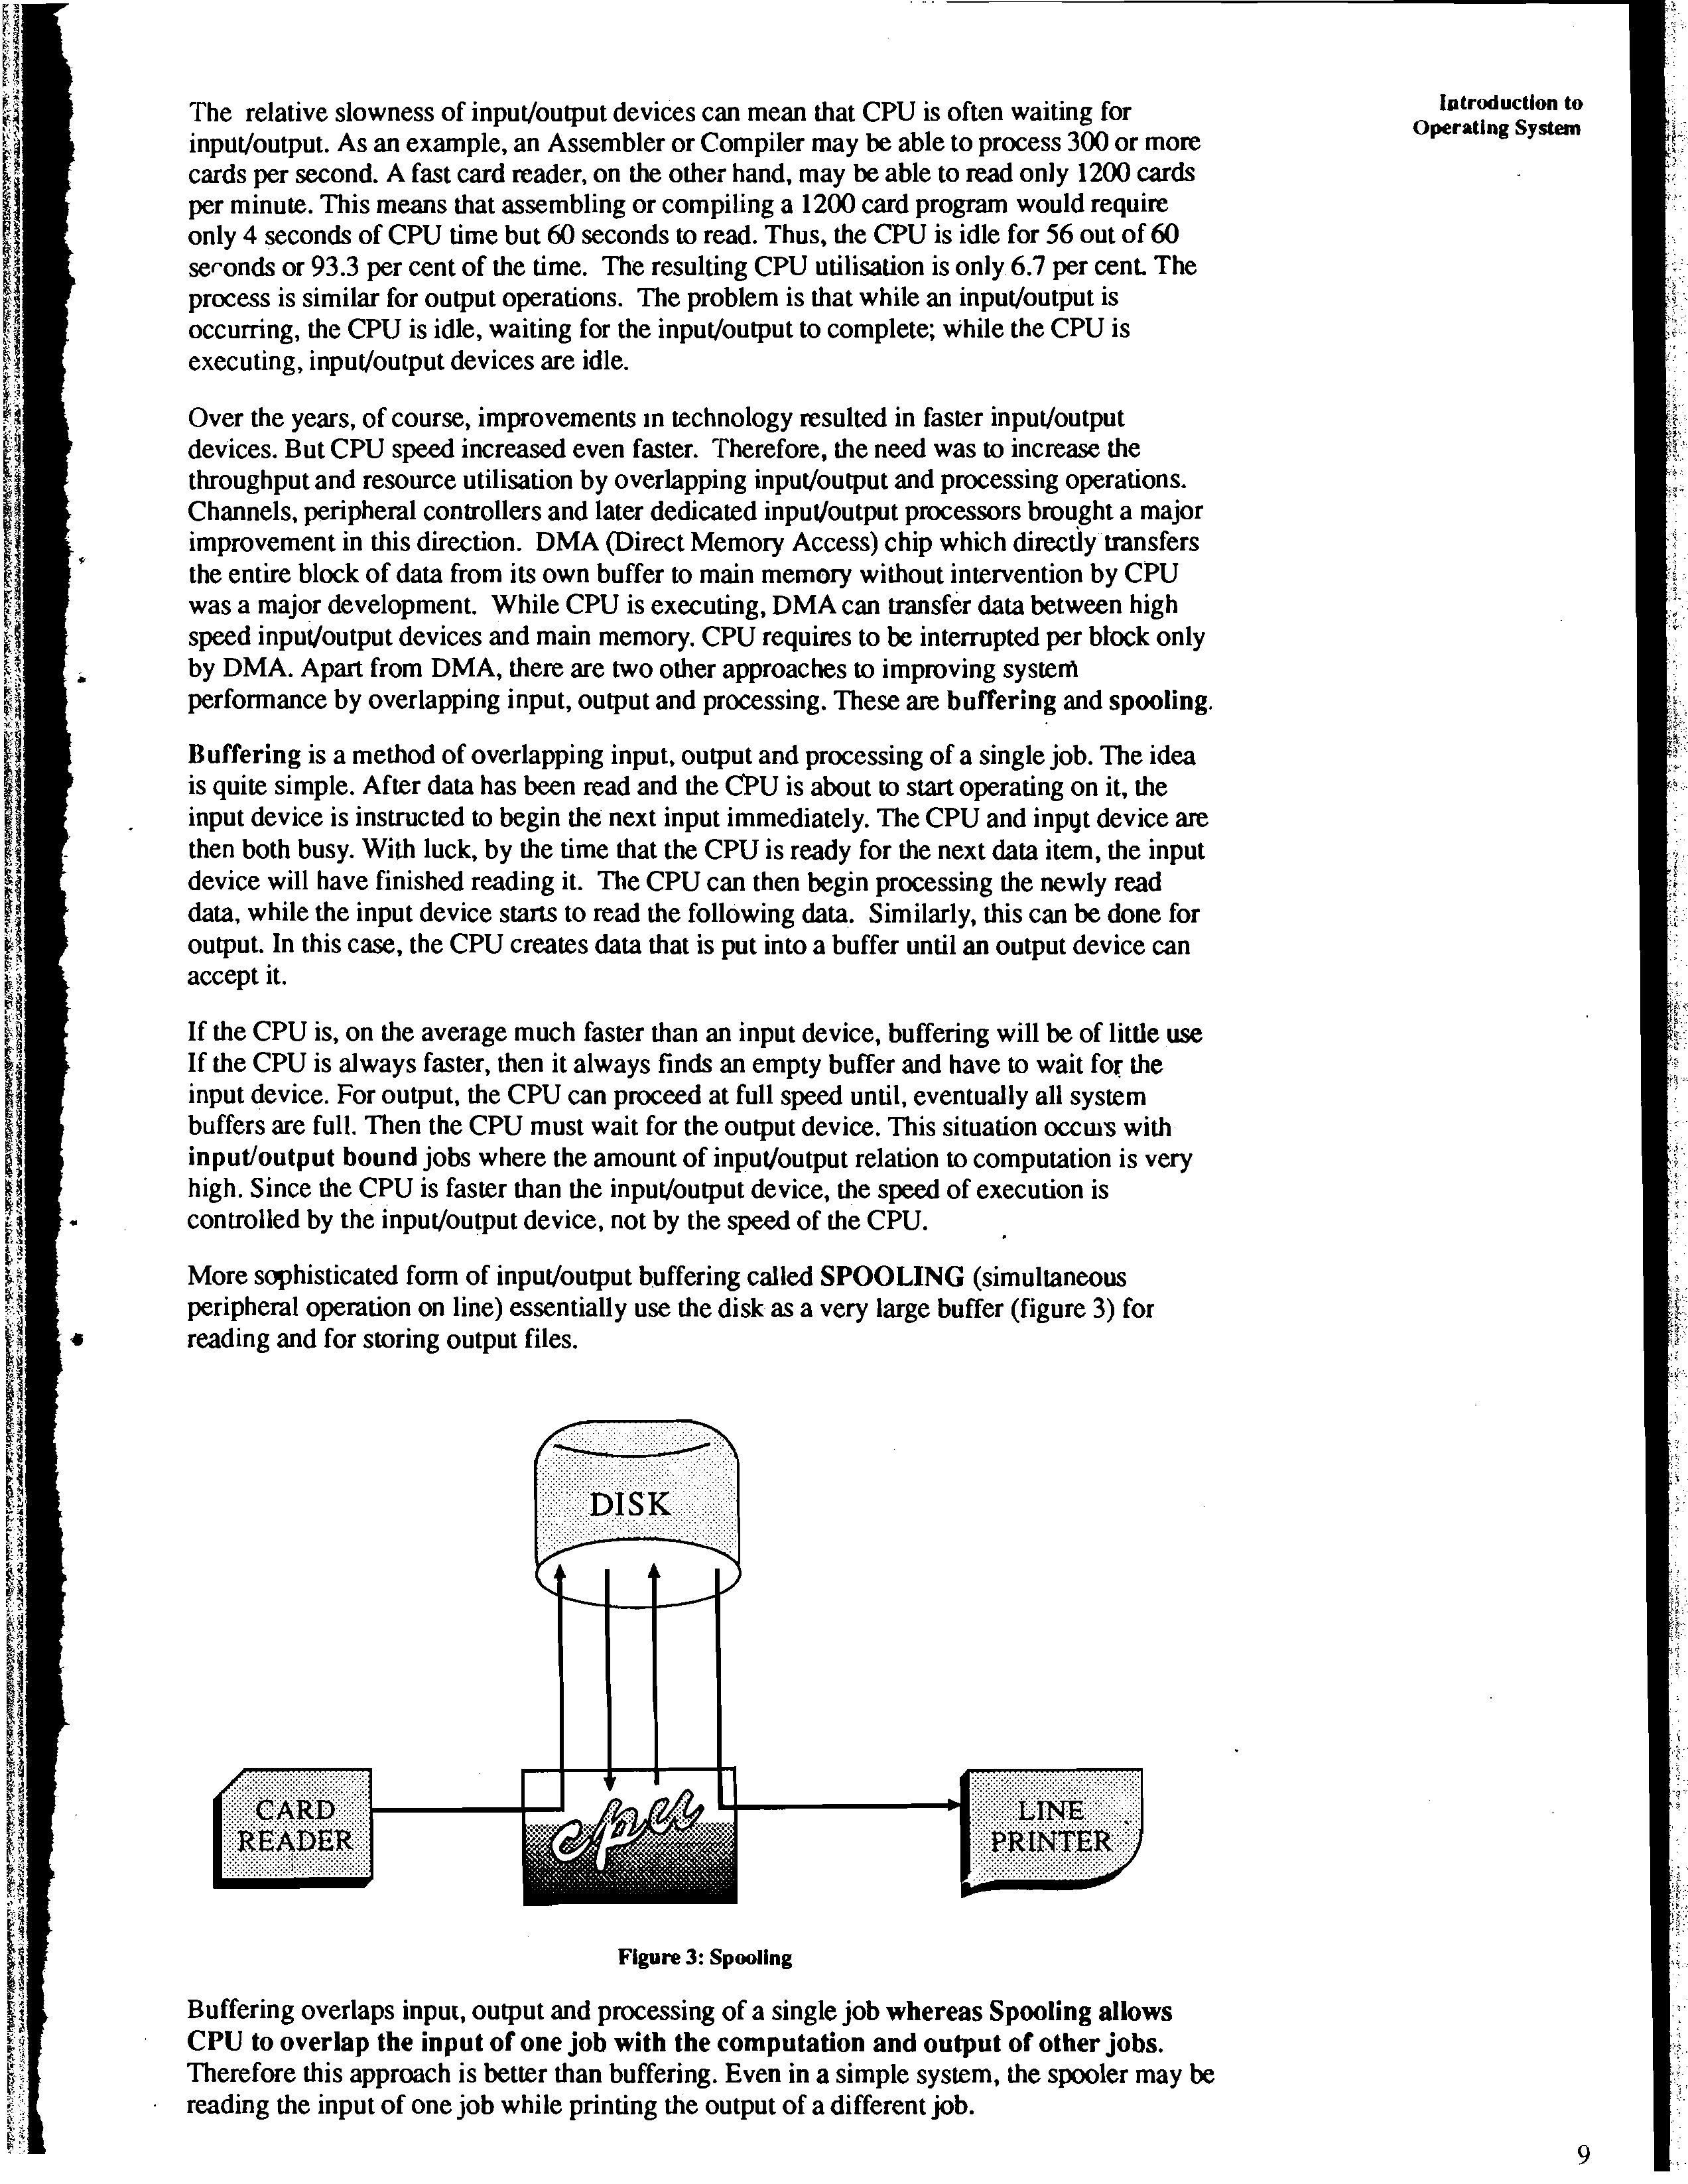 Introduction to
Operating System
The relative slowness of input/output devices can mean that CPU is often waiting for
input/output. As an example, an Assembler or Compiler may be able to process 300 or more
cards per second. A fast card reader, on the other hand, may be able to read only 1200 cards
per minute. This means that assembling or compiling a 1200 card program would require
only 4 seconds of CPU time but 60 seconds to read. Thus, the CPU is idle for 56 out of 60
seconds or 93.3 per cent of the time. The resulting CPU utilisation is only 6.7 per cent. The
process is similar for output operations. The problem is that while an input/output is
occurring, the CPU is idle, waiting for the input/output to complete; while the CPU is
executing, input/output devices are idle.
Over the years, of course, improvements in technology resulted in faster input/output
devices. But CPU speed increased even faster. Therefore, the need was to increase the
throughput and resource utilisation by overlapping input/output and processing operations.
Channels, peripheral controllers and later dedicated input/output processors brought a major
improvement in this direction. DMA (Direct Memory Access) chip which directly transfers
the entire block of data from its own buffer to main memory without intervention by CPU
was a major development. While CPU is executing, DMA can transfer data between high
speed input/output devices and main memory. CPU requires to be interrupted per block only
by DMA. Apart from DMA, there are two other approaches to improving system
performance by overlapping input, output and processing. These are buffering and spooling.
Buffering is a method of overlapping input, output and processing of a single job. The idea
is quite simple. After data has been read and the CPU is about to start operating on it, the
input device is instructed to begin the next input immediately. The CPU and input device are
then both busy. With luck, by the time that the CPU is ready for the next data item, the input
device will have finished reading it. The CPU can then begin processing the newly read
data, while the input device starts to read the following data. Similarly, this can be done for
output. In this case, the CPU creates data that is put into a buffer until an output device can
accept it.
If the CPU is, on the average much faster than an input device, buffering will be of little use
If the CPU is always faster, then it always finds an empty buffer and have to wait for the
input device. For output, the CPU can proceed at full speed until, eventually all system
buffers are full. Then the CPU must wait for the output device. This situation occurs with
input/output bound jobs where the amount of input/output relation to computation is very
high. Since the CPU is faster than the input/output device, the speed of execution is
controlled by the input/output device, not by the speed of the CPU.
More sophisticated form of input/output buffering called SPOOLING (simultaneous
peripheral operation on line) essentially use the disk as a very large buffer (figure 3) for
reading and for storing output files.
DISK
CARD
READER
cpu
LINE
PRINTER
Figure 3: Spooling
Buffering overlaps input, output and processing of a single job whereas Spooling allows
CPU to overlap the input of one job with the computation and output of other jobs.
Therefore this approach is better than buffering. Even in a simple system, the spooler may be
reading the input of one job while printing the output of a different job.
9